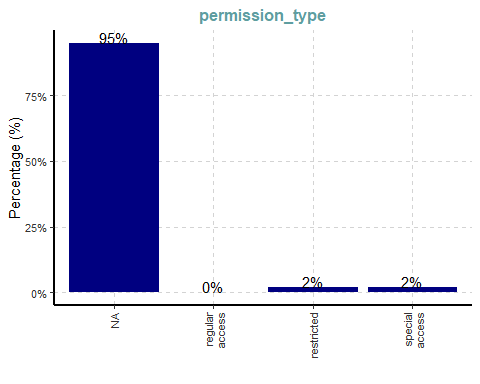 permission_type
Percentage (%)
75%
50%
25%
0%
95%
0%
2%
2%
NA
regular
access
restricted
special
access